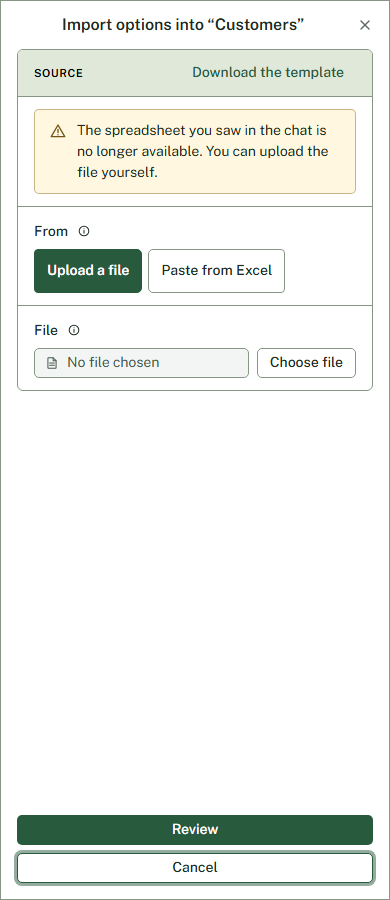 Import options into “Customers”
SOURCE
Download the template
The spreadsheet you saw in the chat is
no longer available. You can upload the
file yourself.
From
Upload a file
Paste from Excel
File
No file chosen
Choose file
Review
Cancel